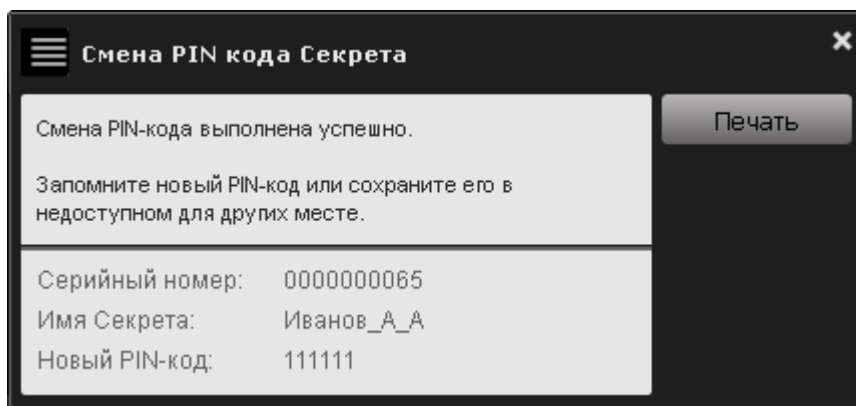 Смена PIN кода Секрета
Смена PIN-кода выполнена успешно.
Печать
Запомните новый PIN-код или сохраните его в
недоступном для других месте.
Серийный номер: 0000000065
Имя Секрета: Иванов_А_А
Новый PIN-код: 111111